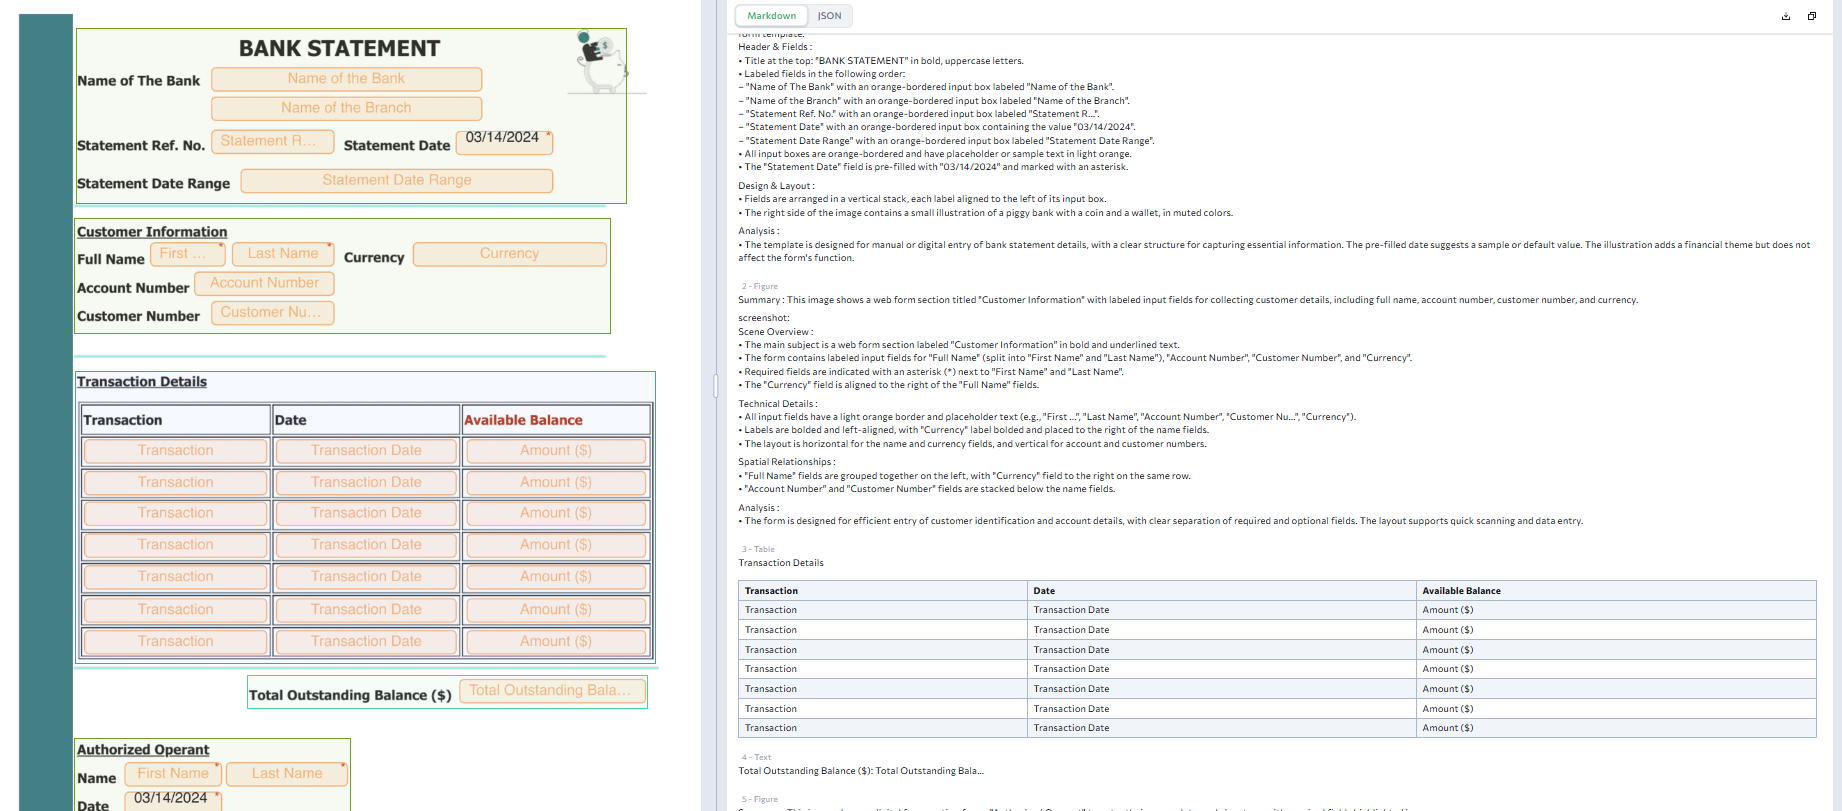 BANK STATEMENT
Name of The Bank
Name of the Bank
Name of the Branch
Statement Ref. No.
Statement R...
Statement Date
03/14/2024 *
Statement Date Range
Statement Date Range
Customer Information
Full Name
First ... *
Last Name *
Currency
Currency
Account Number
Account Number
Customer Number
Customer Nu...
Transaction Details
Transaction Date Available Balance
Transaction Transaction Date Amount ($)
Transaction Transaction Date Amount ($)
Transaction Transaction Date Amount ($)
Transaction Transaction Date Amount ($)
Transaction Transaction Date Amount ($)
Transaction Transaction Date Amount ($)
Transaction Transaction Date Amount ($)
Total Outstanding Balance ($)
Total Outstanding Bala...
Authorized Operant
Name
First Name *
Last Name *
Date
03/14/2024 *
Markdown JSON
form template.
Header & Fields :
• Title at the top: "BANK STATEMENT" in bold, uppercase letters.
• Labeled fields in the following order:
– "Name of The Bank" with an orange-bordered input box labeled "Name of the Bank".
– "Name of the Branch" with an orange-bordered input box labeled "Name of the Branch".
– "Statement Ref. No." with an orange-bordered input box labeled "Statement R...".
– "Statement Date" with an orange-bordered input box containing the value "03/14/2024".
– "Statement Date Range" with an orange-bordered input box labeled "Statement Date Range".
• All input boxes are orange-bordered and have placeholder or sample text in light orange.
• The "Statement Date" field is pre-filled with "03/14/2024" and marked with an asterisk.
Design & Layout :
• Fields are arranged in a vertical stack, each label aligned to the left of its input box.
• The right side of the image contains a small illustration of a piggy bank with a coin and a wallet, in muted colors.
Analysis :
• The template is designed for manual or digital entry of bank statement details, with a clear structure for capturing essential information. The pre-filled date suggests a sample or default value. The illustration adds a financial theme but does not
affect the form's function.
2 - Figure
Summary : This image shows a web form section titled "Customer Information" with labeled input fields for collecting customer details, including full name, account number, customer number, and currency.
screenshot:
Scene Overview :
• The main subject is a web form section labeled "Customer Information" in bold and underlined text.
• The form contains labeled input fields for "Full Name" (split into "First Name" and "Last Name"), "Account Number", "Customer Number", and "Currency".
• Required fields are indicated with an asterisk (*) next to "First Name" and "Last Name".
• The "Currency" field is aligned to the right of the "Full Name" fields.
Technical Details :
• All input fields have a light orange border and placeholder text (e.g., "First ...", "Last Name", "Account Number", "Customer Nu...", "Currency").
• Labels are bolded and left-aligned, with "Currency" label bolded and placed to the right of the name fields.
• The layout is horizontal for the name and currency fields, and vertical for account and customer numbers.
Spatial Relationships :
• "Full Name" fields are grouped together on the left, with "Currency" field to the right on the same row.
• "Account Number" and "Customer Number" fields are stacked below the name fields.
Analysis :
• The form is designed for efficient entry of customer identification and account details, with clear separation of required and optional fields. The layout supports quick scanning and data entry.
3 - Table
Transaction Details
Transaction Date Available Balance
Transaction Transaction Date Amount ($)
Transaction Transaction Date Amount ($)
Transaction Transaction Date Amount ($)
Transaction Transaction Date Amount ($)
Transaction Transaction Date Amount ($)
Transaction Transaction Date Amount ($)
Transaction Transaction Date Amount ($)
4 - Text
Total Outstanding Balance ($): Total Outstanding Bala...
5 - Figure